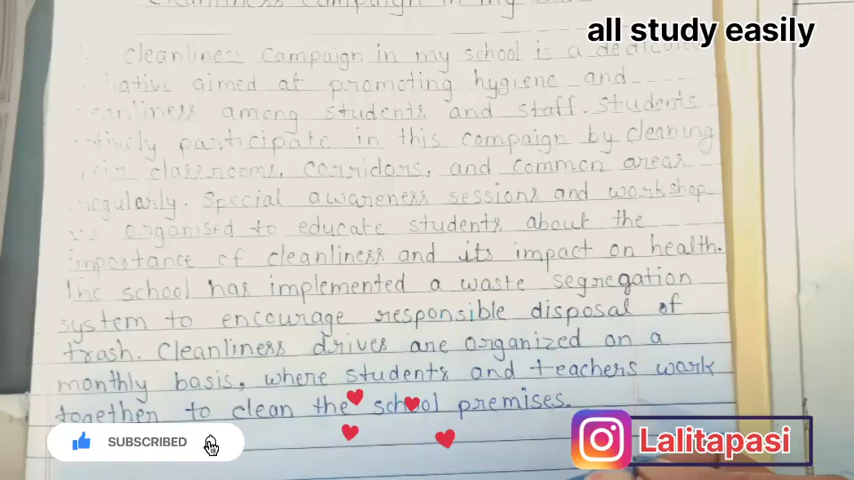 Cleanliness campaign in my
all study easily
cleanliness campaign in my school is a
aimed at promoting hygiene and
among students and staff. Students
participate in this campaign by cleaning
classrooms, corridors, and common areas
regularly. Special awareness sessions and workshop
organised to educate students about the
importance of cleanliness and its impact on health.
The school has implemented a waste segregation
system to encourage responsible disposal of
trash. Cleanliness drives are organized on a
monthly basis, where students and teachers work
together to clean the school premises.
SUBSCRIBED
Lalitapasi